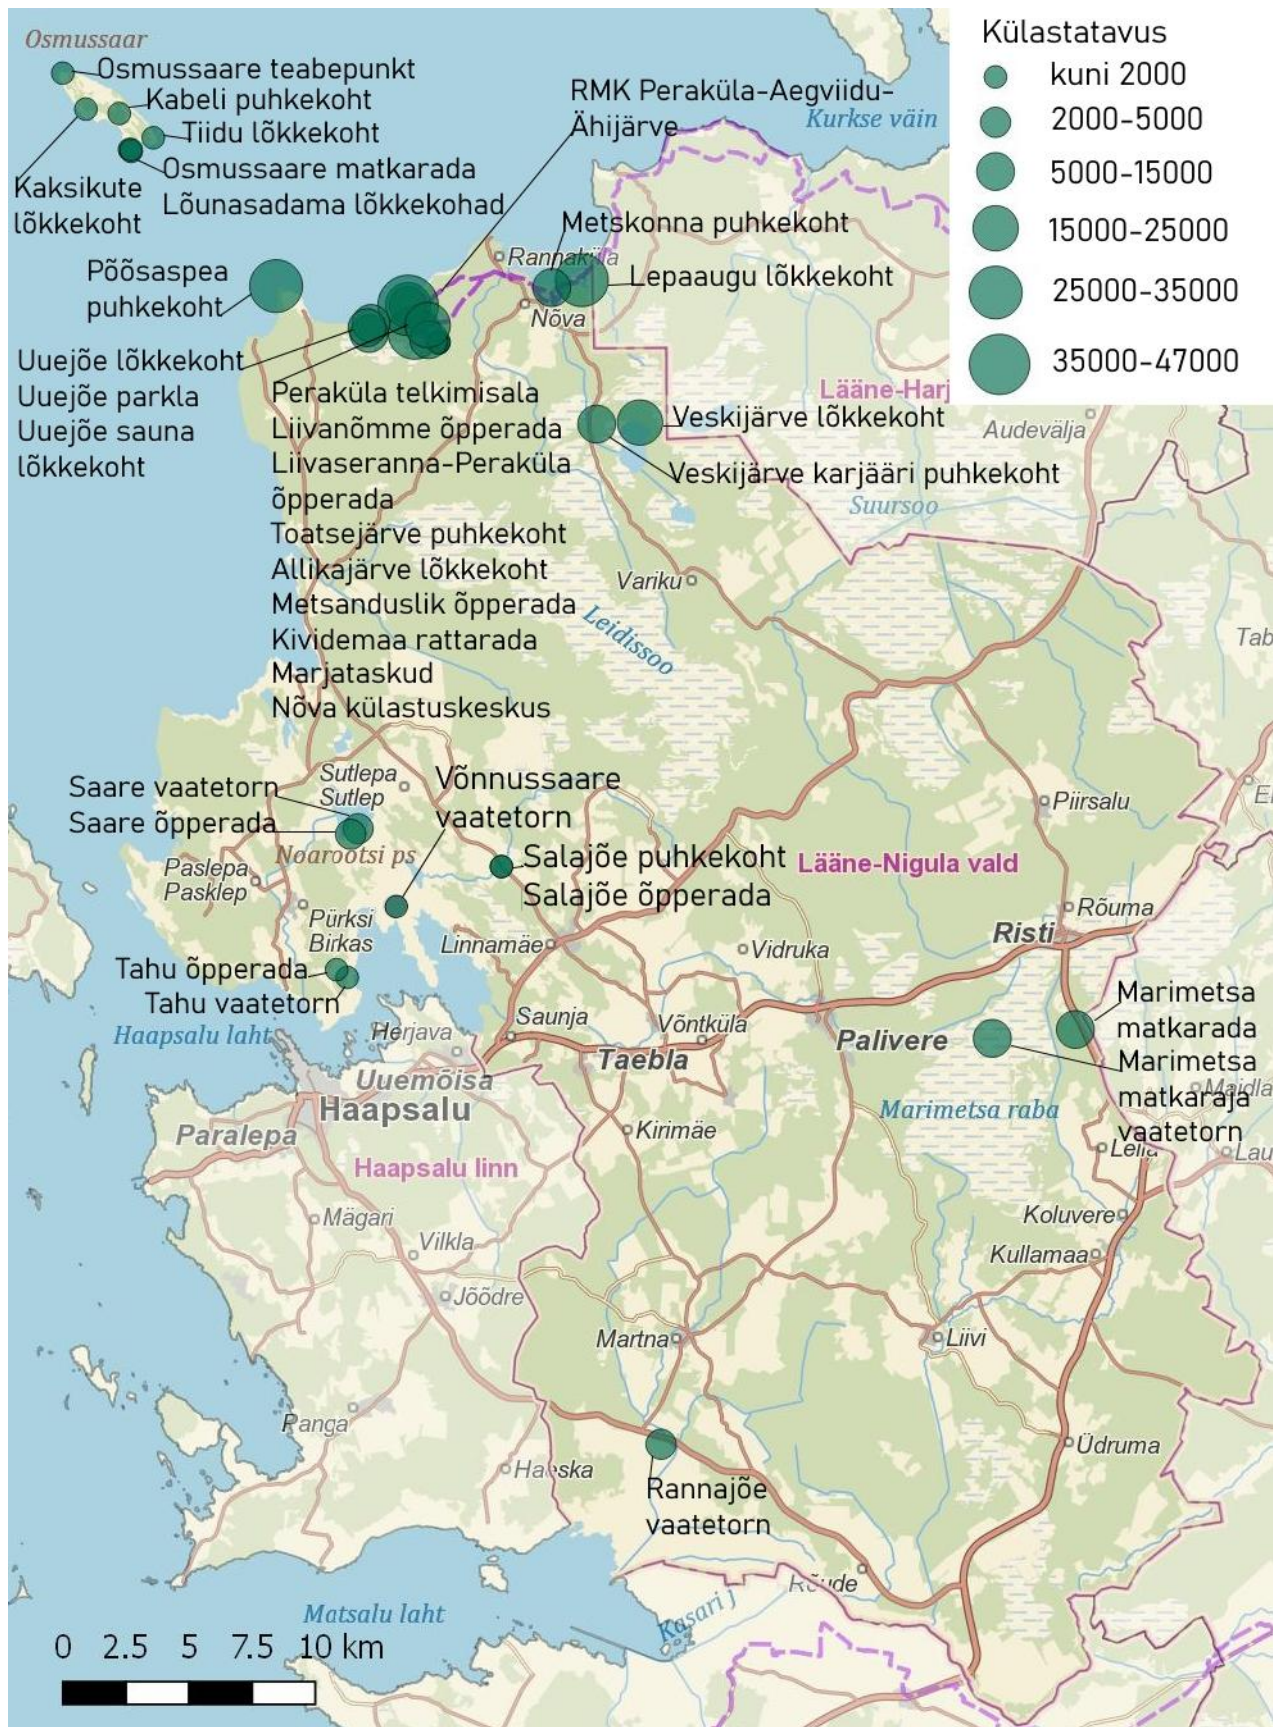 Osmussaar
Osmussaare teabepunkt
Kabeli puhkekoht
Tiidu lõkkekoht
Osmussaare matkarada
Lõunasadama lõkkekohad
Kaksikute
lõkkekoht
RMK Peraküla-Aegviidu-
Ähijärve
Kurkse väin
Külastatavus
kuni 2000
2000-5000
5000-15000
15000-25000
25000-35000
35000-47000
Metskonna puhkekoht
Rannaküla
Lepaaugu lõkkekoht
Nõva
Põõsaspea
puhkekoht
Uuejõe lõkkekoht
Uuejõe parkla
Uuejõe sauna
lõkkekoht
Peraküla telkimisala
Liivanõmme õpperada
Liivaseranna-Peraküla
õpperada
Toatsejärve puhkekoht
Allikajärve lõkkekoht
Metsanduslik õpperada
Kividemaa rattarada
Marjataskud
Nõva külastuskeskus
Lääne-Harj
Audevälja
Veskijärve lõkkekoht
Veskijärve karjääri puhkekoht
Suursoo
Variku
Leidissoo
Tab
Saare vaatetorn
Saare õpperada
Sutlepa
Sutlep
Noarootsi ps
Võnnussaare
vaatetorn
Piirsalu
Paslepa
Pasklep
Salajõe puhkekoht
Salajõe õpperada
Lääne-Nigula vald
Pürksi
Birkas
Linnamäe
Vidruka
Rõuma
Risti
Tahu õpperada
Tahu vaatetorn
Haapsalu laht
Herjava
Saunja
Võntküla
Taebla
Palivere
Marimetsa
matkarada
Marimetsa
matkaraja
vaatetorn
Maidla
Marimetsa raba
Uuemõisa
Haapsalu
Paralepa
Kirimäe
Lau
Haapsalu linn
Mägari
Vilkla
Koluvere
Kullamaa
Jõõdre
Martna
Liivi
Panga
Haeska
Üdruma
Rannajõe
vaatetorn
Rõude
Matsalu laht
Kasari j
0 2.5 5 7.5 10 km